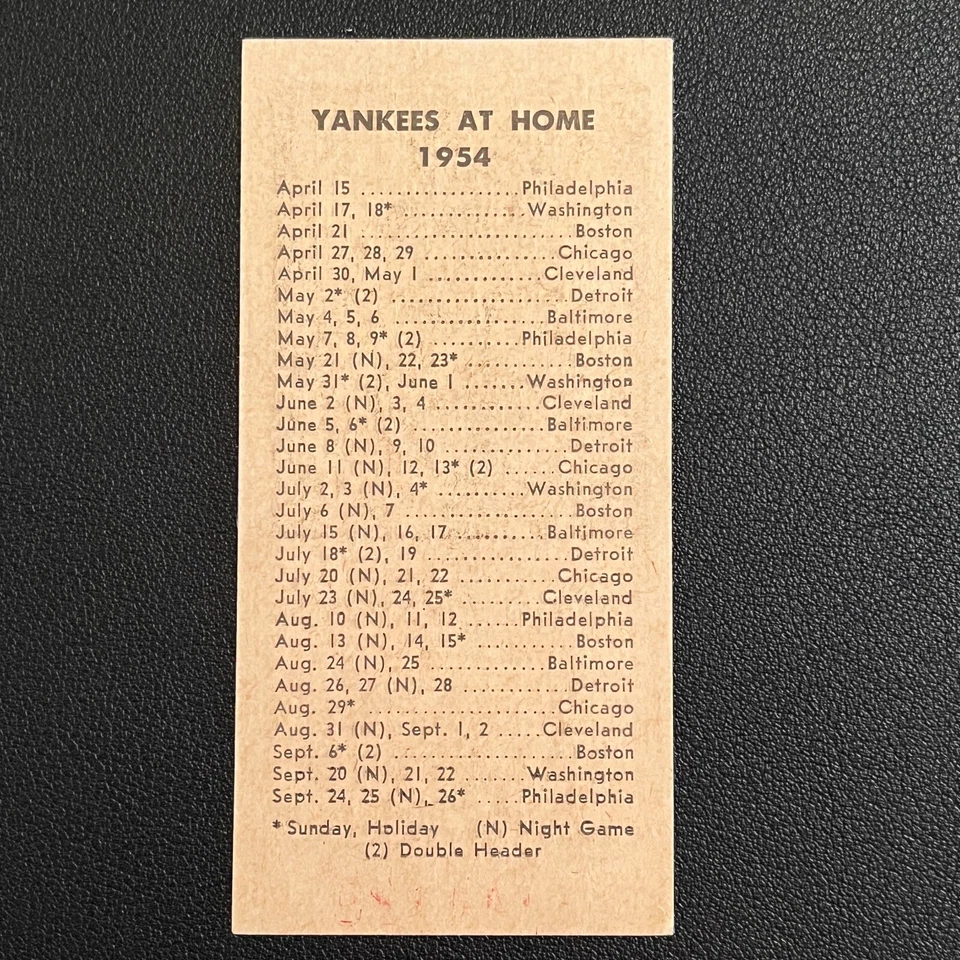 YANKEES AT HOME
1954
April 15 ..................Philadelphia
April 17, 18* ..............Washington
April 21 ........................Boston
April 27, 28, 29 ...............Chicago
April 30, May 1 .............Cleveland
May 2* (2) ....................Detroit
May 4, 5, 6 .................Baltimore
May 7, 8, 9* (2) ..........Philadelphia
May 21 (N), 22, 23* ............Boston
May 31* (2), June 1 .......Washington
June 2 (N), 3, 4 ............Cleveland
June 5, 6* (2) ...............Baltimore
June 8 (N), 9, 10 ..............Detroit
June 11 (N), 12, 13* (2) ......Chicago
July 2, 3 (N), 4* ..........Washington
July 6 (N), 7 ...................Boston
July 15 (N), 16, 17 ..........Baltimore
July 18* (2), 19 ................Detroit
July 20 (N), 21, 22 ...........Chicago
July 23 (N), 24, 25* .........Cleveland
Aug. 10 (N), 11, 12 ......Philadelphia
Aug. 13 (N), 14, 15* ............Boston
Aug. 24 (N), 25 .............Baltimore
Aug. 26, 27 (N), 28 ............Detroit
Aug. 29* .....................Chicago
Aug. 31 (N), Sept. 1, 2 .....Cleveland
Sept. 6* (2) ....................Boston
Sept. 20 (N), 21, 22 ......Washington
Sept. 24, 25 (N), 26* .....Philadelphia
* Sunday, Holiday (N) Night Game
(2) Double Header